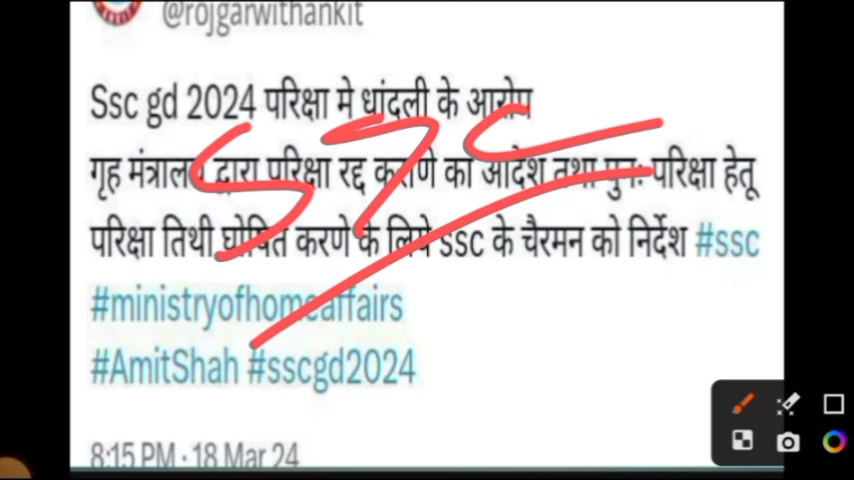 @rojgarwithankit
Ssc gd 2024 परिक्षा मे धांदली के आरोप
गृह मंत्रालय द्वारा परिक्षा रद्द कराणे का आदेश तथा पुनः परिक्षा हेतू
परिक्षा तिथी घोषित करणे के लिये ssc के चैरमन को निर्देश #ssc
#ministryofhomeaffairs
#AmitShah #sscgd2024
8:15 PM · 18 Mar 24